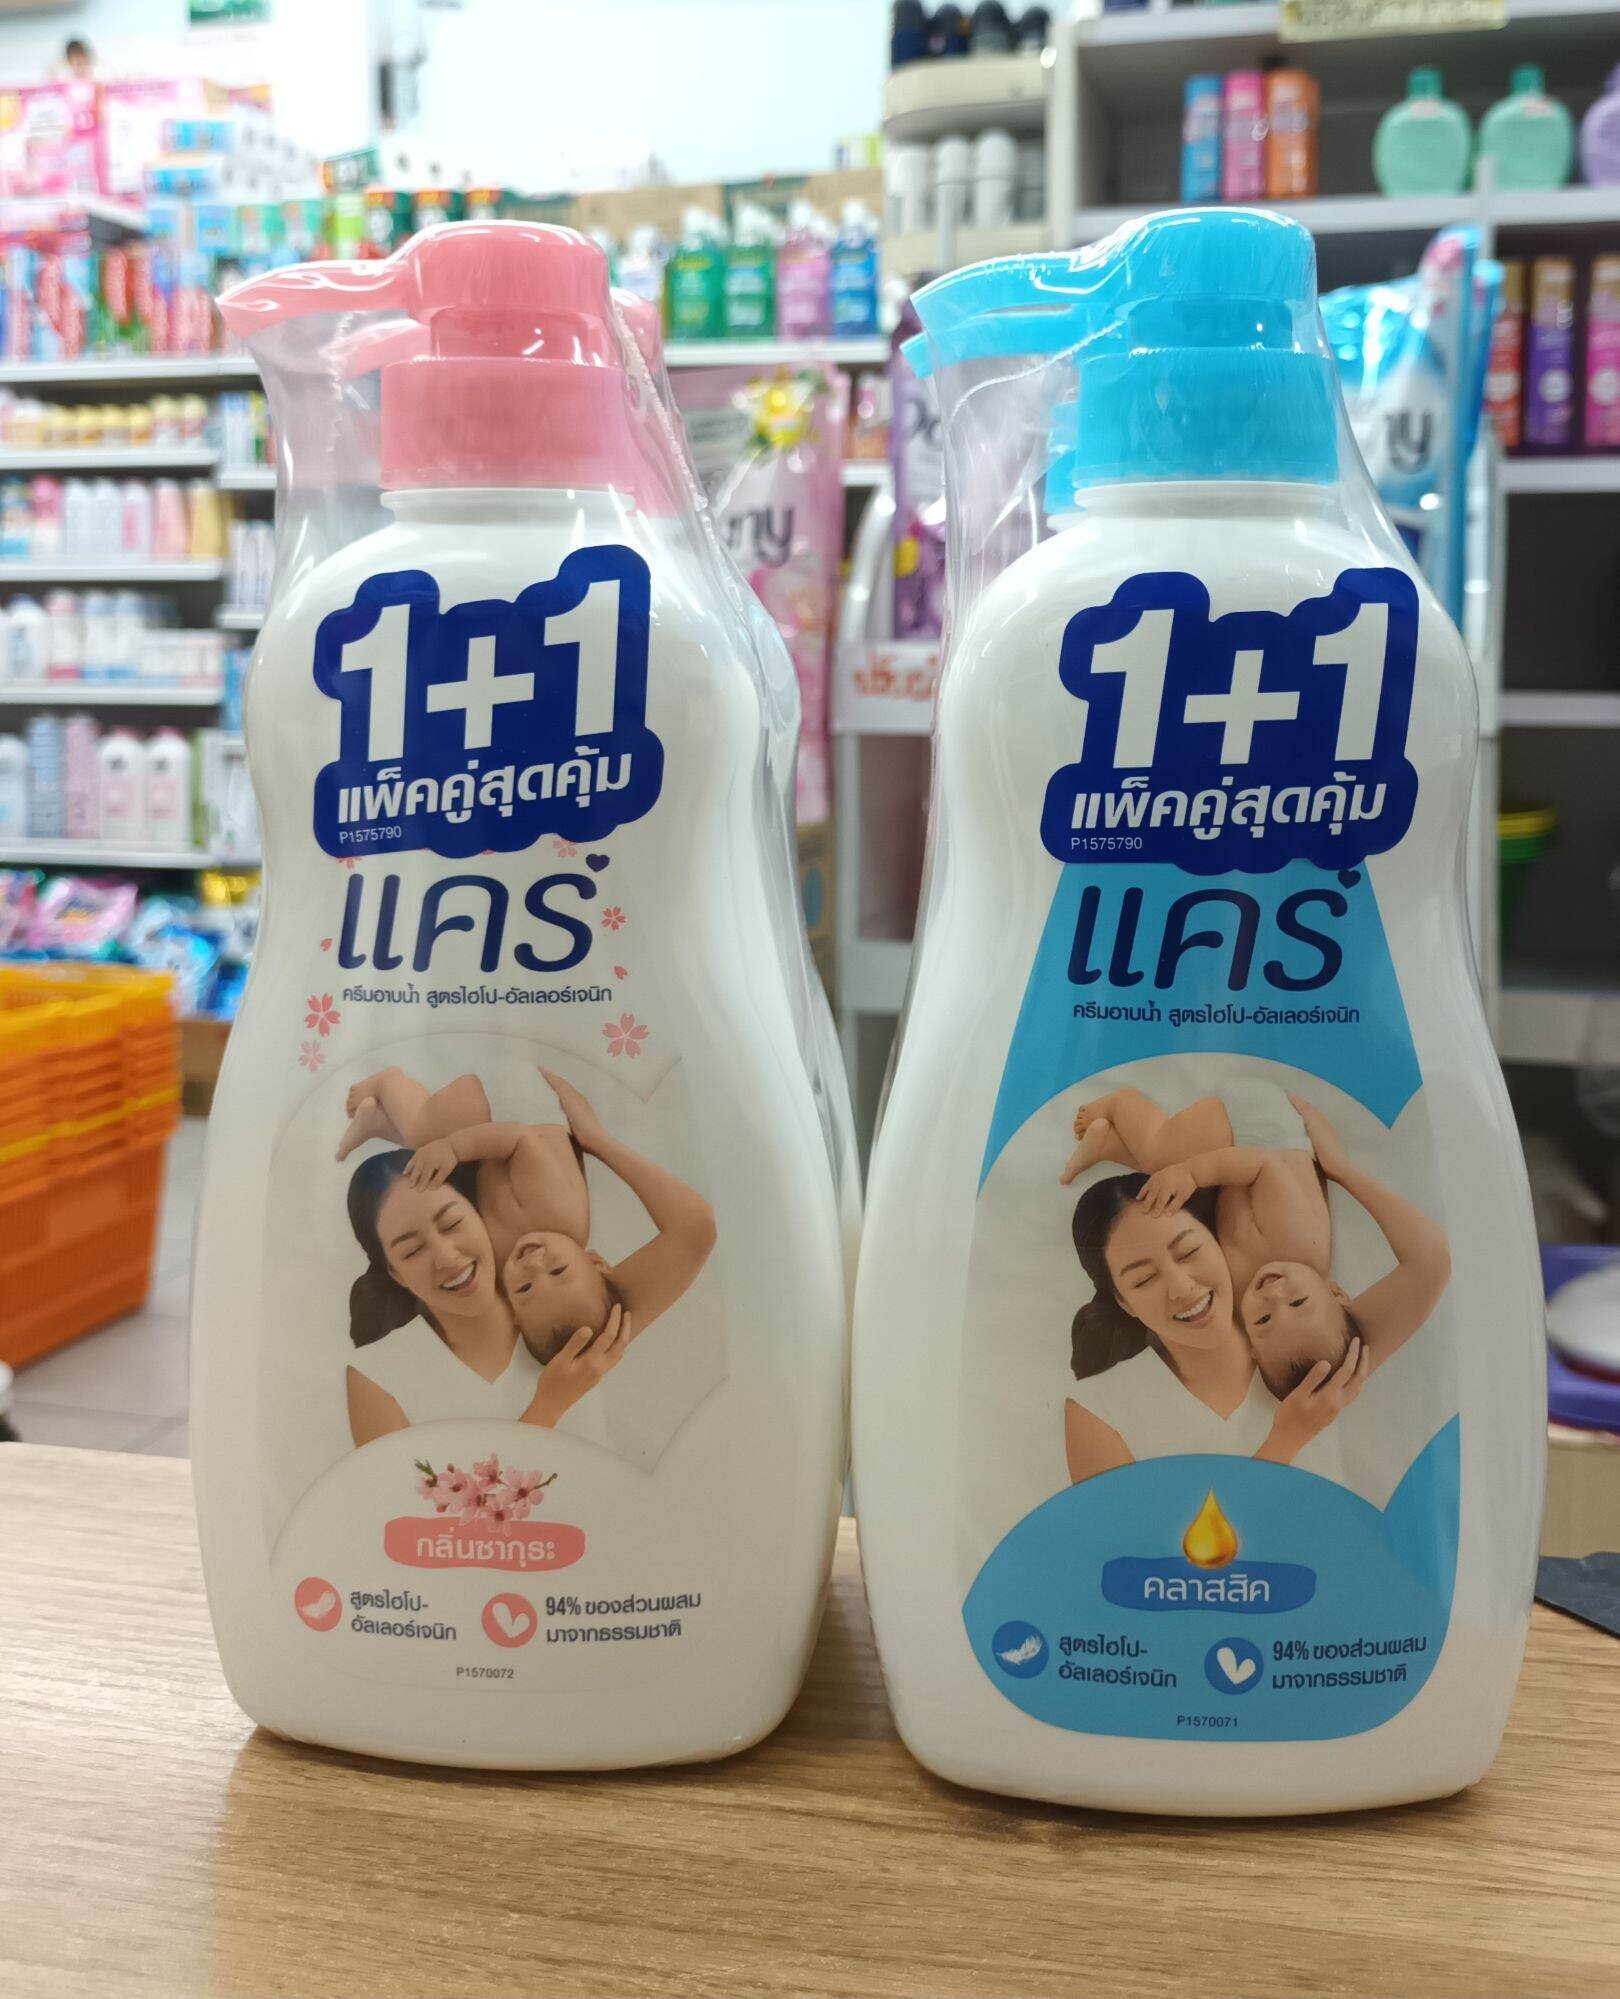 1+1
แพ็คคู่สุดคุ้ม
P1575790
แคร์
ครีมอาบน้ำ สูตรไฮโป-อัลเลอร์เจนิก
กลิ่นซากุระ
สูตรไฮโป-
อัลเลอร์เจนิก
94% ของส่วนผสม
มาจากธรรมชาติ
P1570072
1+1
แพ็คคู่สุดคุ้ม
P1575790
แคร์
ครีมอาบน้ำ สูตรไฮโป-อัลเลอร์เจนิก
คลาสสิค
สูตรไฮโป-
อัลเลอร์เจนิก
94% ของส่วนผสม
มาจากธรรมชาติ
P1570071